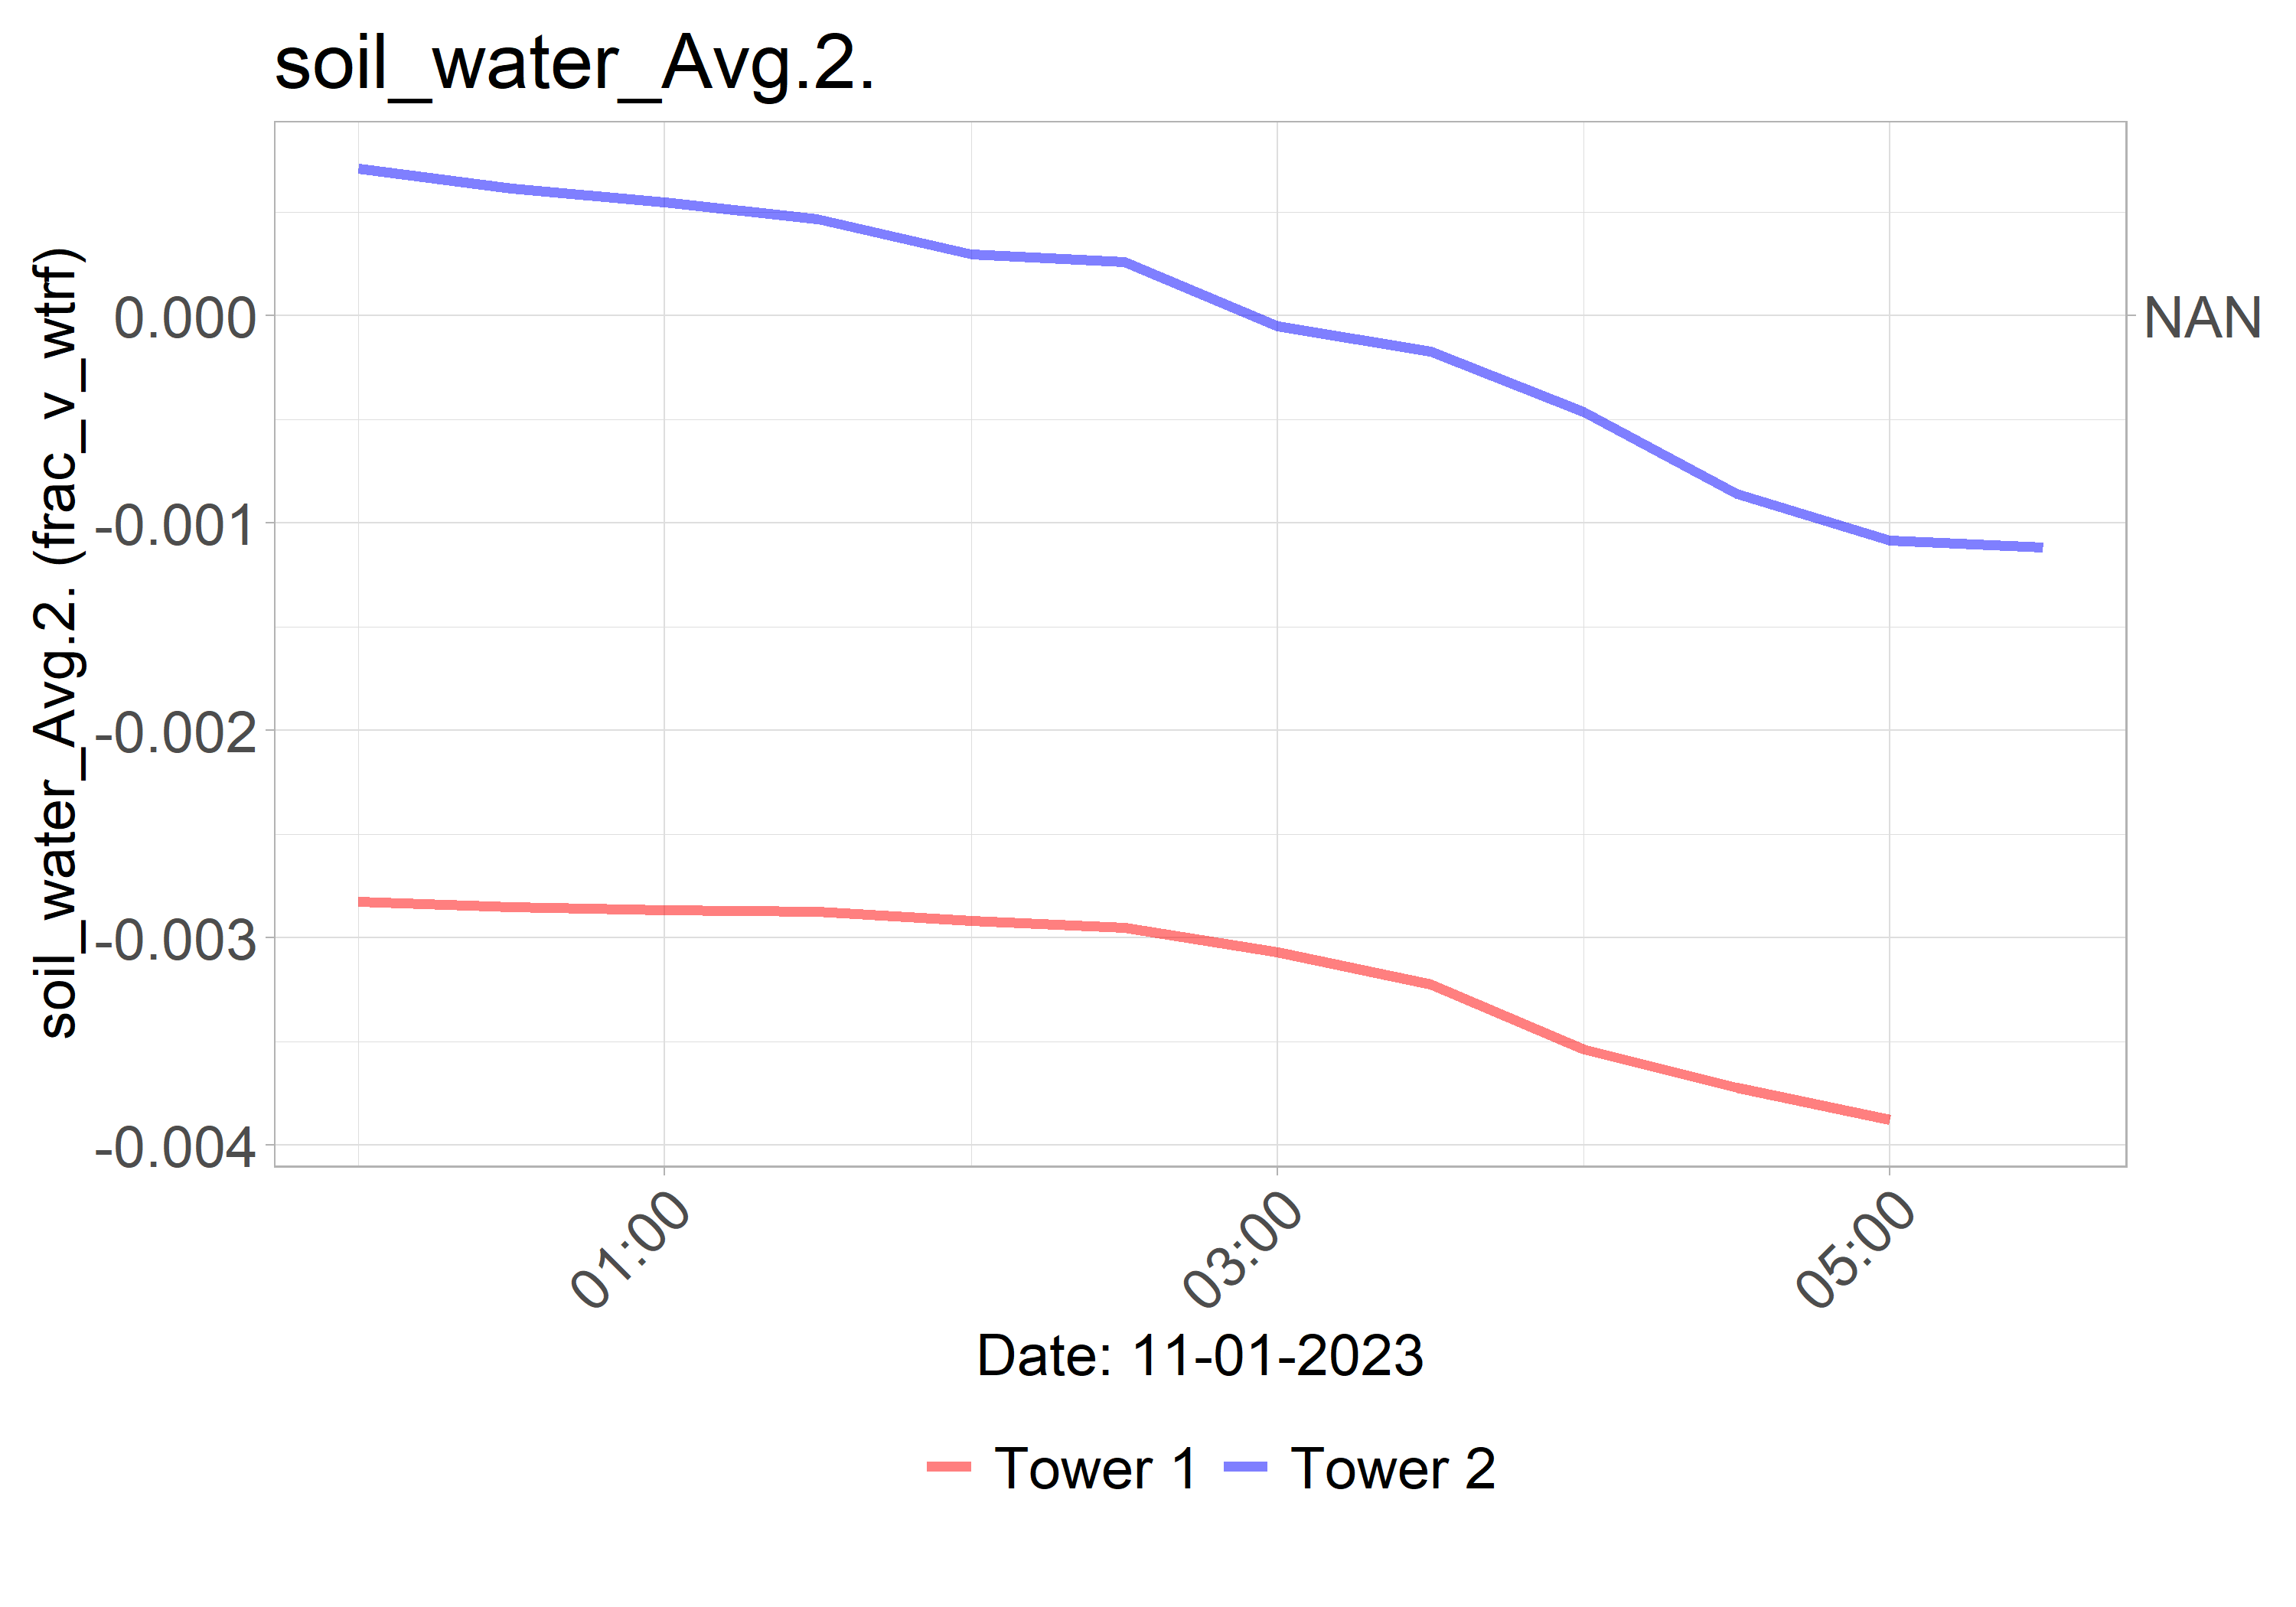 soil_water_Avg.2.
soil_water_Avg.2. (frac_v_wtrf)
0.000
-0.001
-0.002
-0.003
-0.004
NAN
01:00
03:00
05:00
Date: 11-01-2023
Tower 1
Tower 2